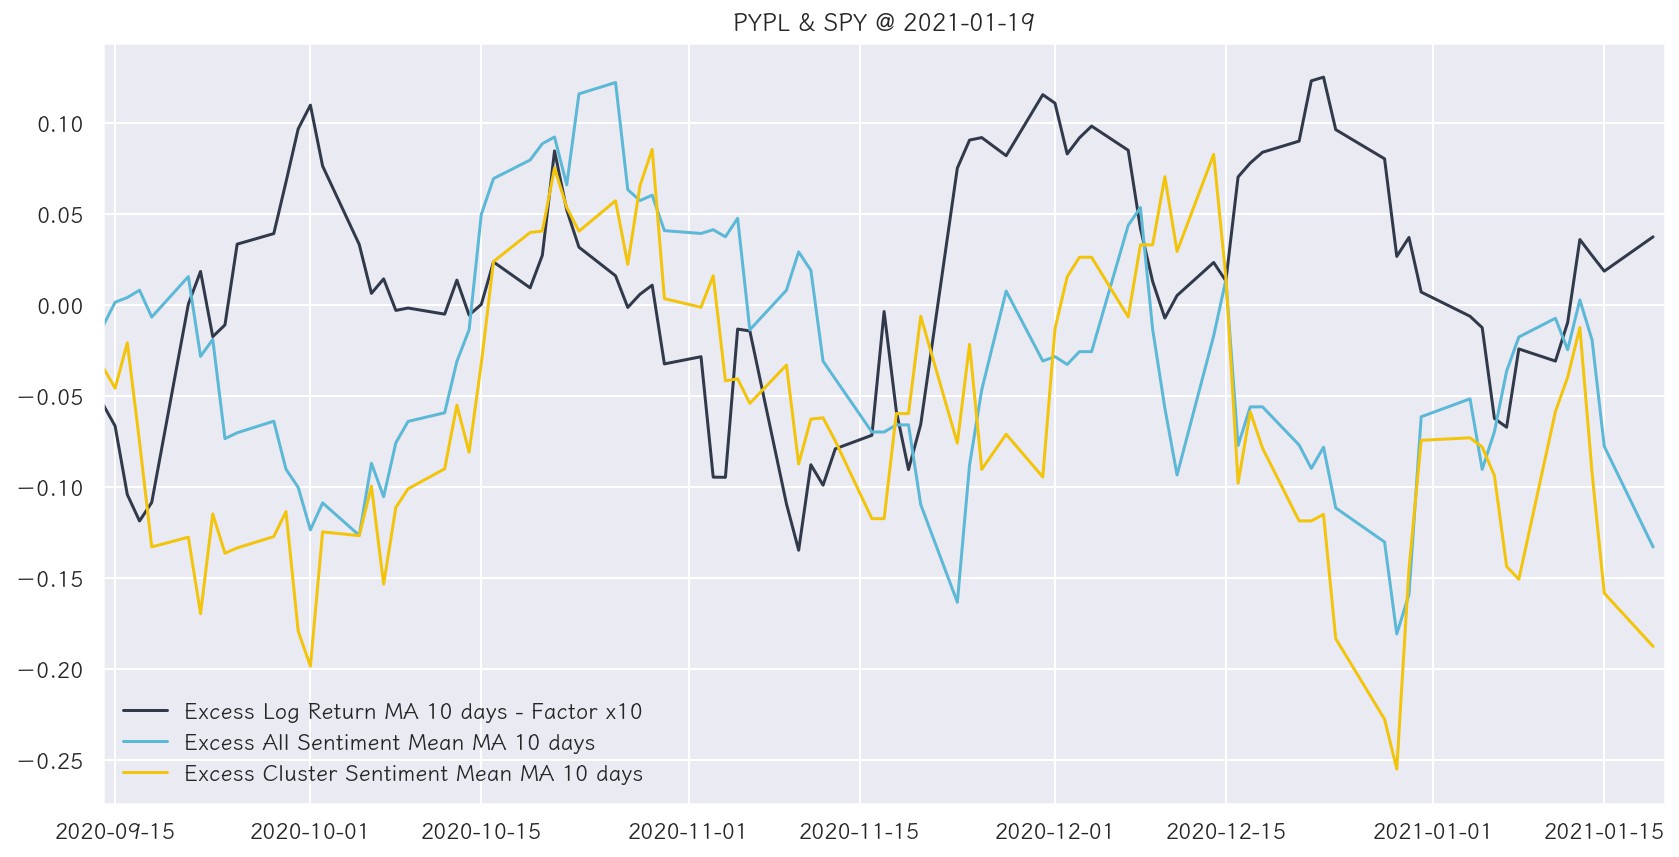 PYPL & SPY @ 2021-01-19
0.10
0.05
0.00
−0.05
−0.10
−0.15
−0.20
−0.25
Excess Log Return MA 10 days - Factor x10
Excess All Sentiment Mean MA 10 days
Excess Cluster Sentiment Mean MA 10 days
2020-09-15 2020-10-01 2020-10-15 2020-11-01 2020-11-15 2020-12-01 2020-12-15 2021-01-01 2021-01-15